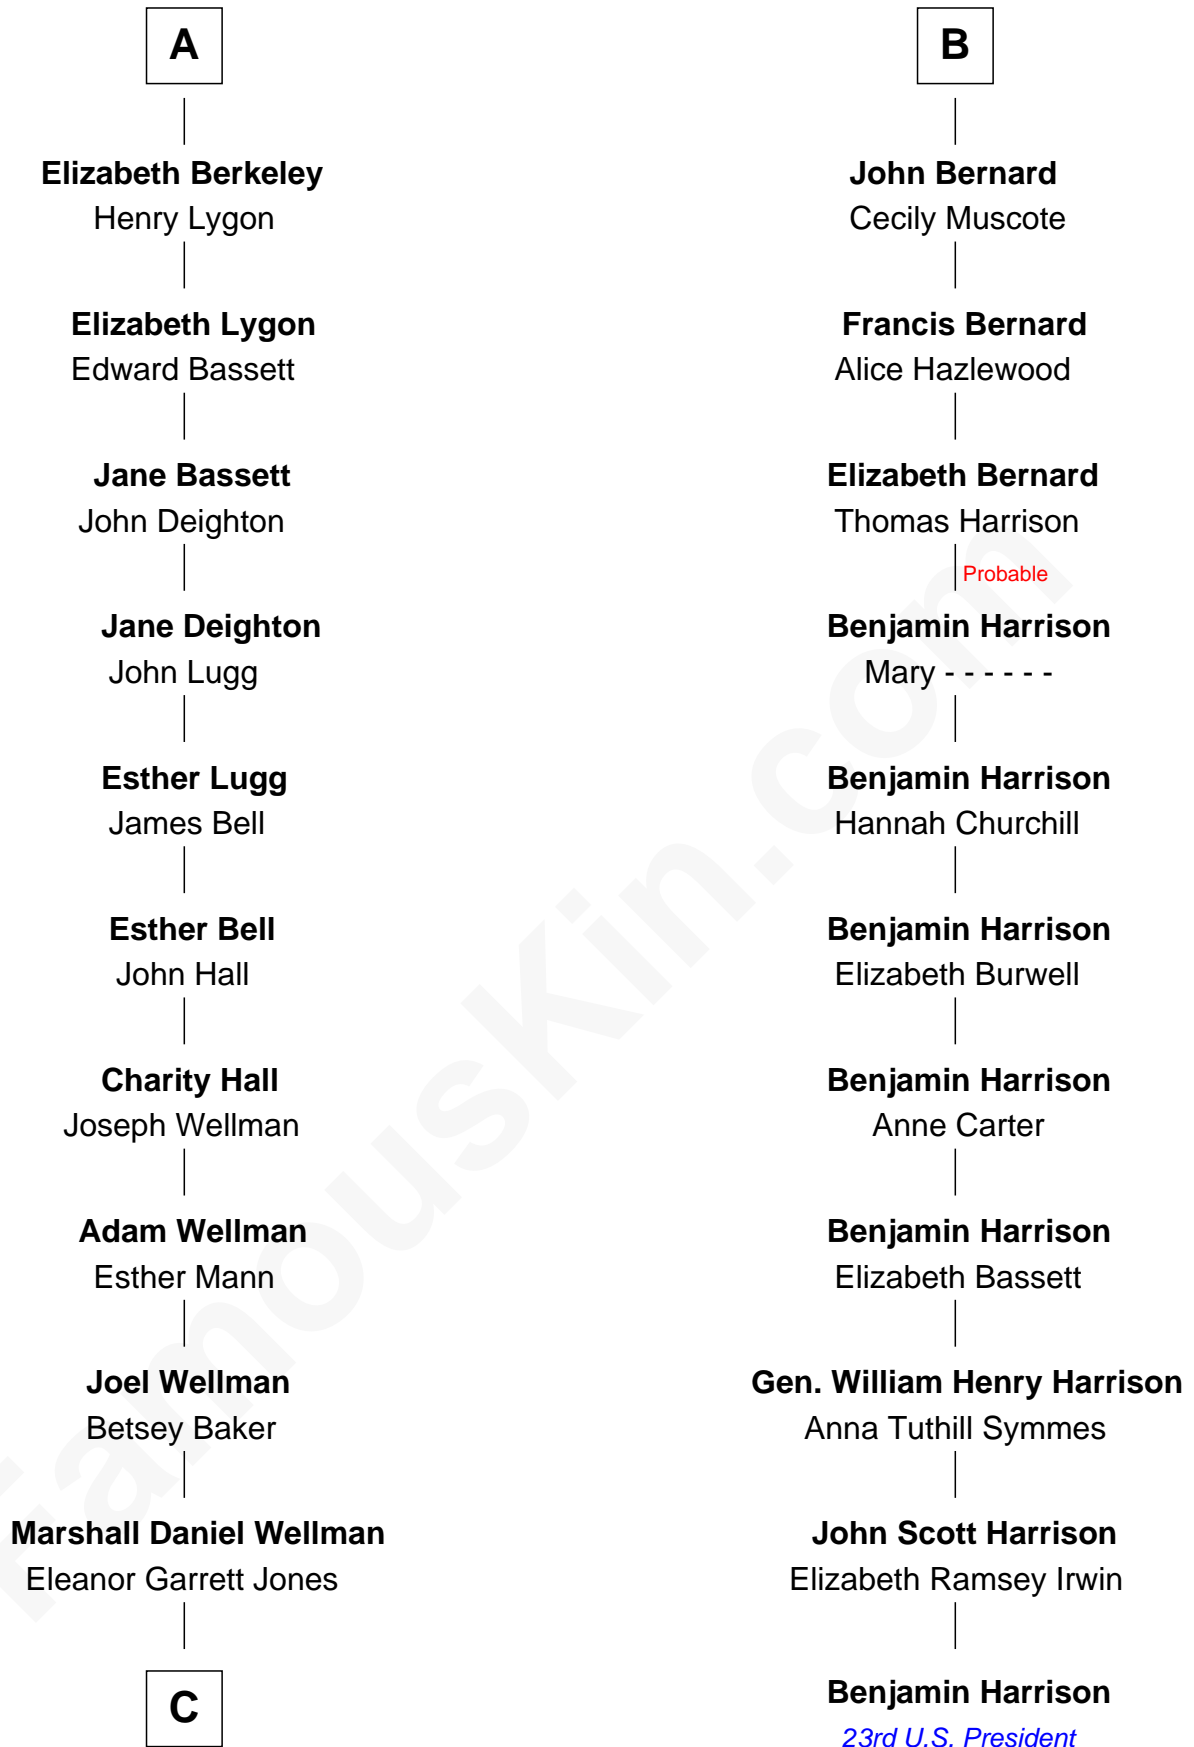 A
Elizabeth Berkeley
Henry Lygon
Elizabeth Lygon
Edward Bassett
Jane Bassett
John Deighton
Jane Deighton
John Lugg
Esther Lugg
James Bell
Esther Bell
John Hall
Charity Hall
Joseph Wellman
Adam Wellman
Esther Mann
Joel Wellman
Betsey Baker
Marshall Daniel Wellman
Eleanor Garrett Jones
C
B
John Bernard
Cecily Muscote
Francis Bernard
Alice Hazlewood
Elizabeth Bernard
Thomas Harrison
Probable
Benjamin Harrison
Mary - - - - - -
Benjamin Harrison
Hannah Churchill
Benjamin Harrison
Elizabeth Burwell
Benjamin Harrison
Anne Carter
Benjamin Harrison
Elizabeth Bassett
Gen. William Henry Harrison
Anna Tuthill Symmes
John Scott Harrison
Elizabeth Ramsey Irwin
Benjamin Harrison
23rd U.S. President
FamousKin.com